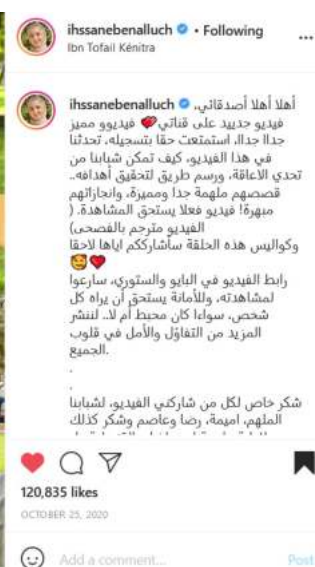 ihssanebenalluch • Following
Ibn Tofail Kénitra
ihssanebenalluch أهلا أهلا أصدقائي،
فيديو جدييد على قناتي❤️ فيديوو مميز
جداا جداا، استمتعت حقا بتسجيله، تحدثنا
في هذا الفيديو، كيف تمكن شبابنا من
تحدي الاعاقة، ورسم طريق لتحقيق أهدافه..
قصصهم ملهمة جدا ومميزة، وانجازاتهم
مبهرة! فيديو فعلا يستحق المشاهدة. (
الفيديو مترجم بالفصحى)
وكواليس هذه الحلقة سأشارككم اياها لاحقا
🥰❤️
رابط الفيديو في البايو والستوري، سارعوا
لمشاهدته، وللأمانة يستحق أن يراه كل
شخص، سواءا كان محبط أم لا.. لننشر
المزيد من التفاؤل والأمل في قلوب
الجميع.
.
.
شكر خاص لكل من شاركني الفيديو، لشبابنا
الملهم، اميمة، رضا وعاصم وشكر كذلك
120,835 likes
OCTOBER 25, 2020
Add a comment... Post